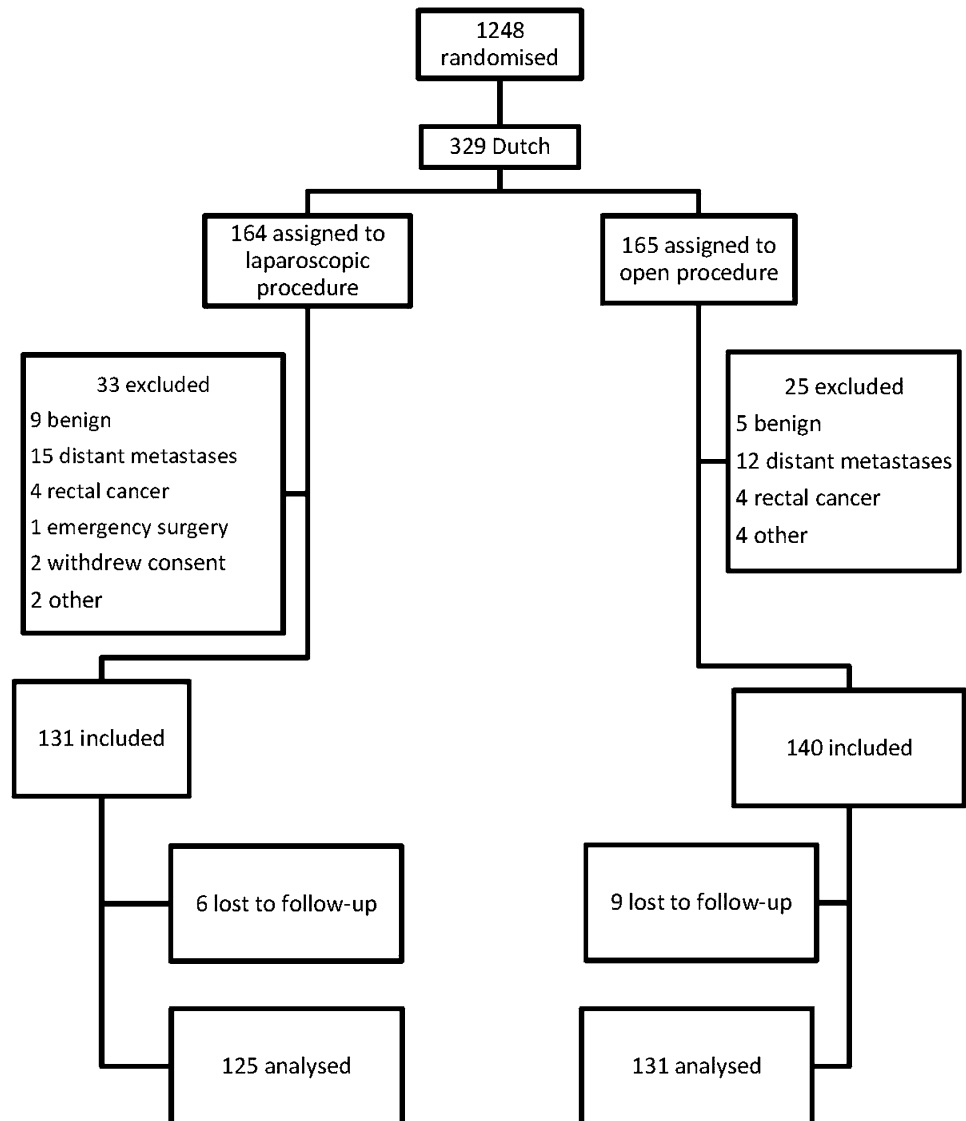 1248
randomised
329 Dutch
164 assigned to
laparoscopic
procedure
165 assigned to
open procedure
33 excluded
9 benign
15 distant metastases
4 rectal cancer
1 emergency surgery
2 withdrew consent
2 other
25 excluded
5 benign
12 distant metastases
4 rectal cancer
4 other
131 included
140 included
6 lost to follow-up
9 lost to follow-up
125 analysed
131 analysed